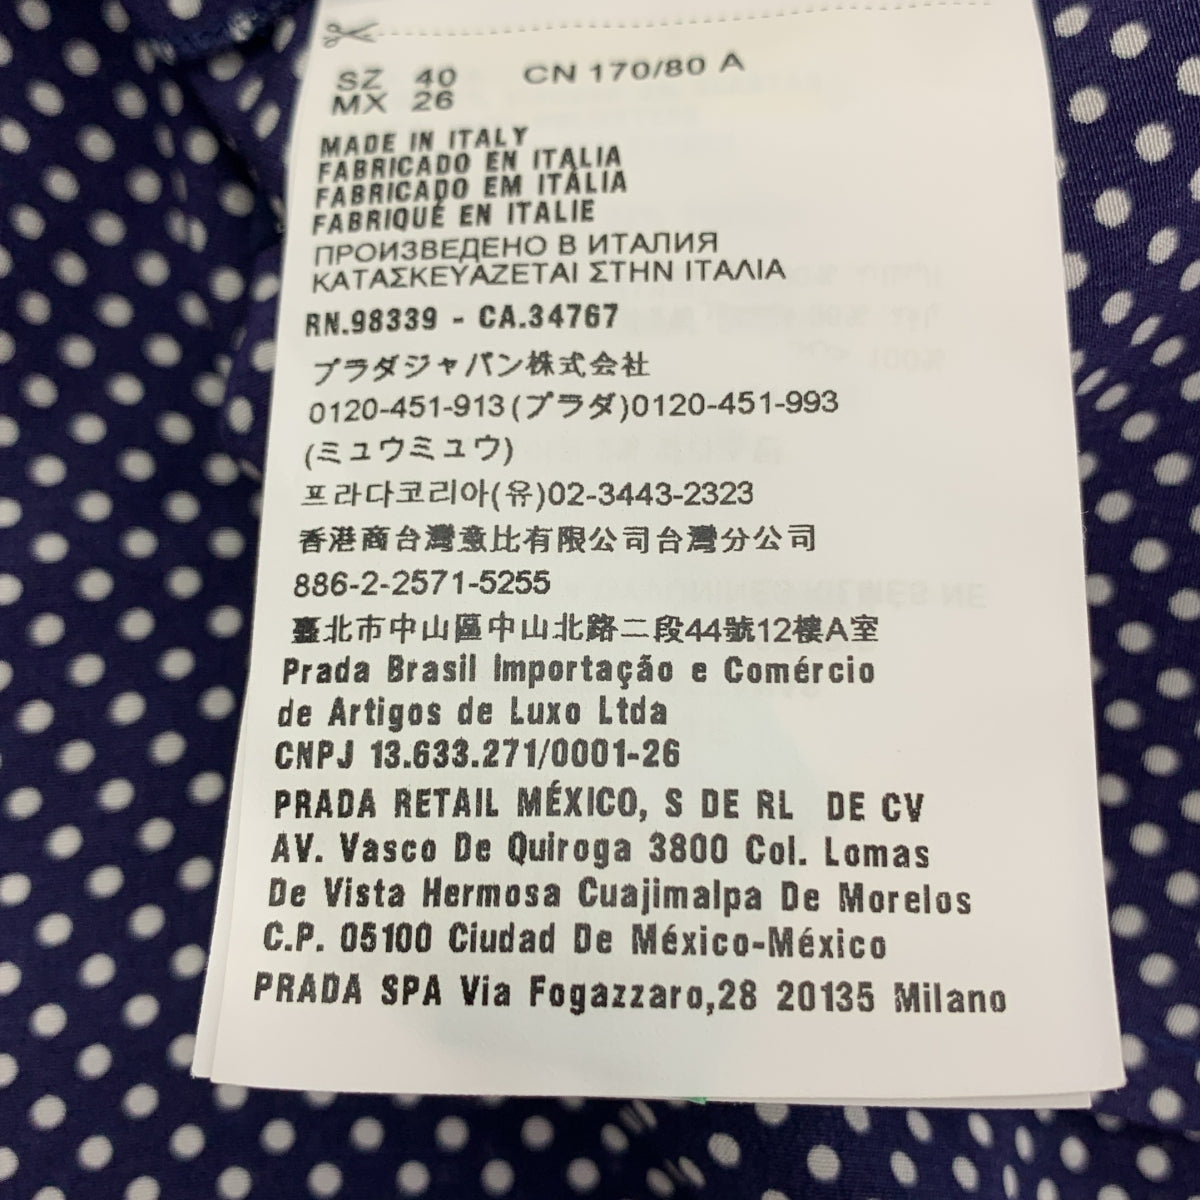 SZ 40 CN 170/80 A
MX 26
MADE IN ITALY
FABRICADO EN ITALIA
FABRICADO EM ITÁLIA
FABRIQUÉ EN ITALIE
ПРОИЗВЕДЕНО В ИТАЛИЯ
ΚΑΤΑΣΚΕΥΑΖΕΤΑΙ ΣΤΗΝ ΙΤΑΛΙΑ
RN.98339 - CA.34767
プラダジャパン株式会社
0120-451-913(プラダ)0120-451-993
(ミュウミュウ)
프라다코리아(유)02-3443-2323
香港商台灣意比有限公司台灣分公司
886-2-2571-5255
臺北市中山區中山北路二段44號12樓A室
Prada Brasil Importação e Comércio
de Artigos de Luxo Ltda
CNPJ 13.633.271/0001-26
PRADA RETAIL MÉXICO, S DE RL DE CV
AV. Vasco De Quiroga 3800 Col. Lomas
De Vista Hermosa Cuajimalpa De Morelos
C.P. 05100 Ciudad De México-México
PRADA SPA Via Fogazzaro,28 20135 Milano